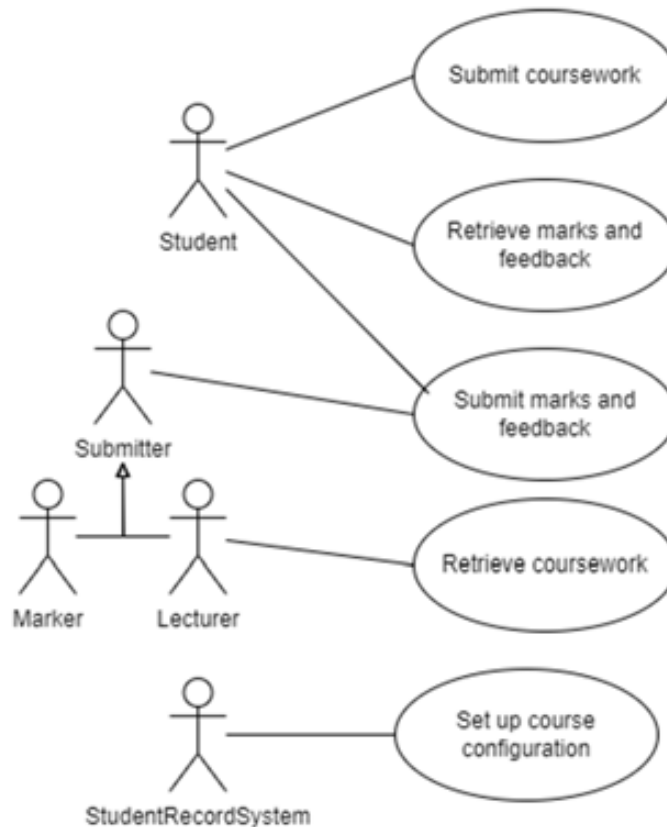 Submit coursework
Student
Retrieve marks and
feedback
Submitter
Submit marks and
feedback
Marker
Lecturer
Retrieve coursework
StudentRecordSystem
Set up course
configuration